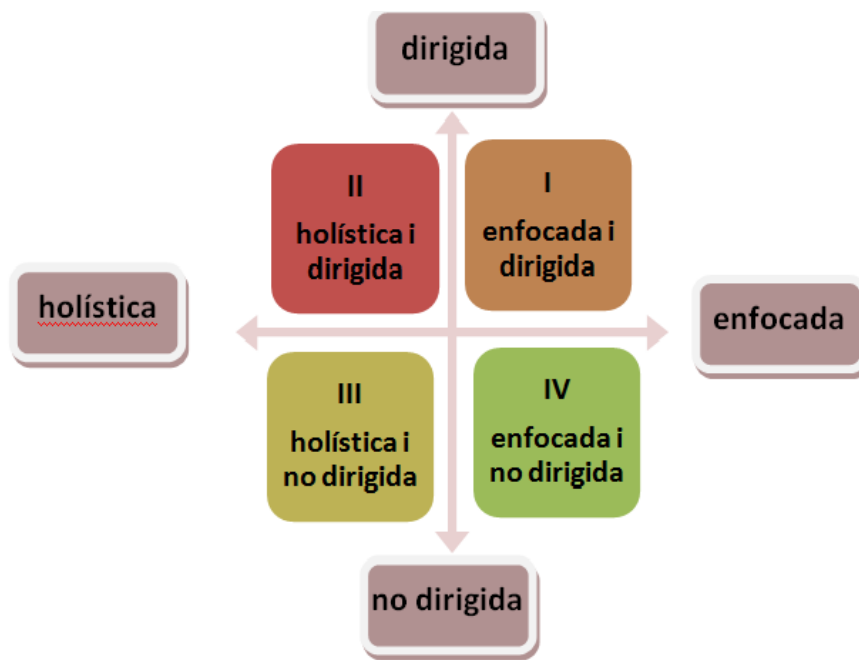 dirigida
II
holística i
dirigida
I
enfocada i
dirigida
holística
enfocada
III
holística i
no dirigida
IV
enfocada i
no dirigida
no dirigida